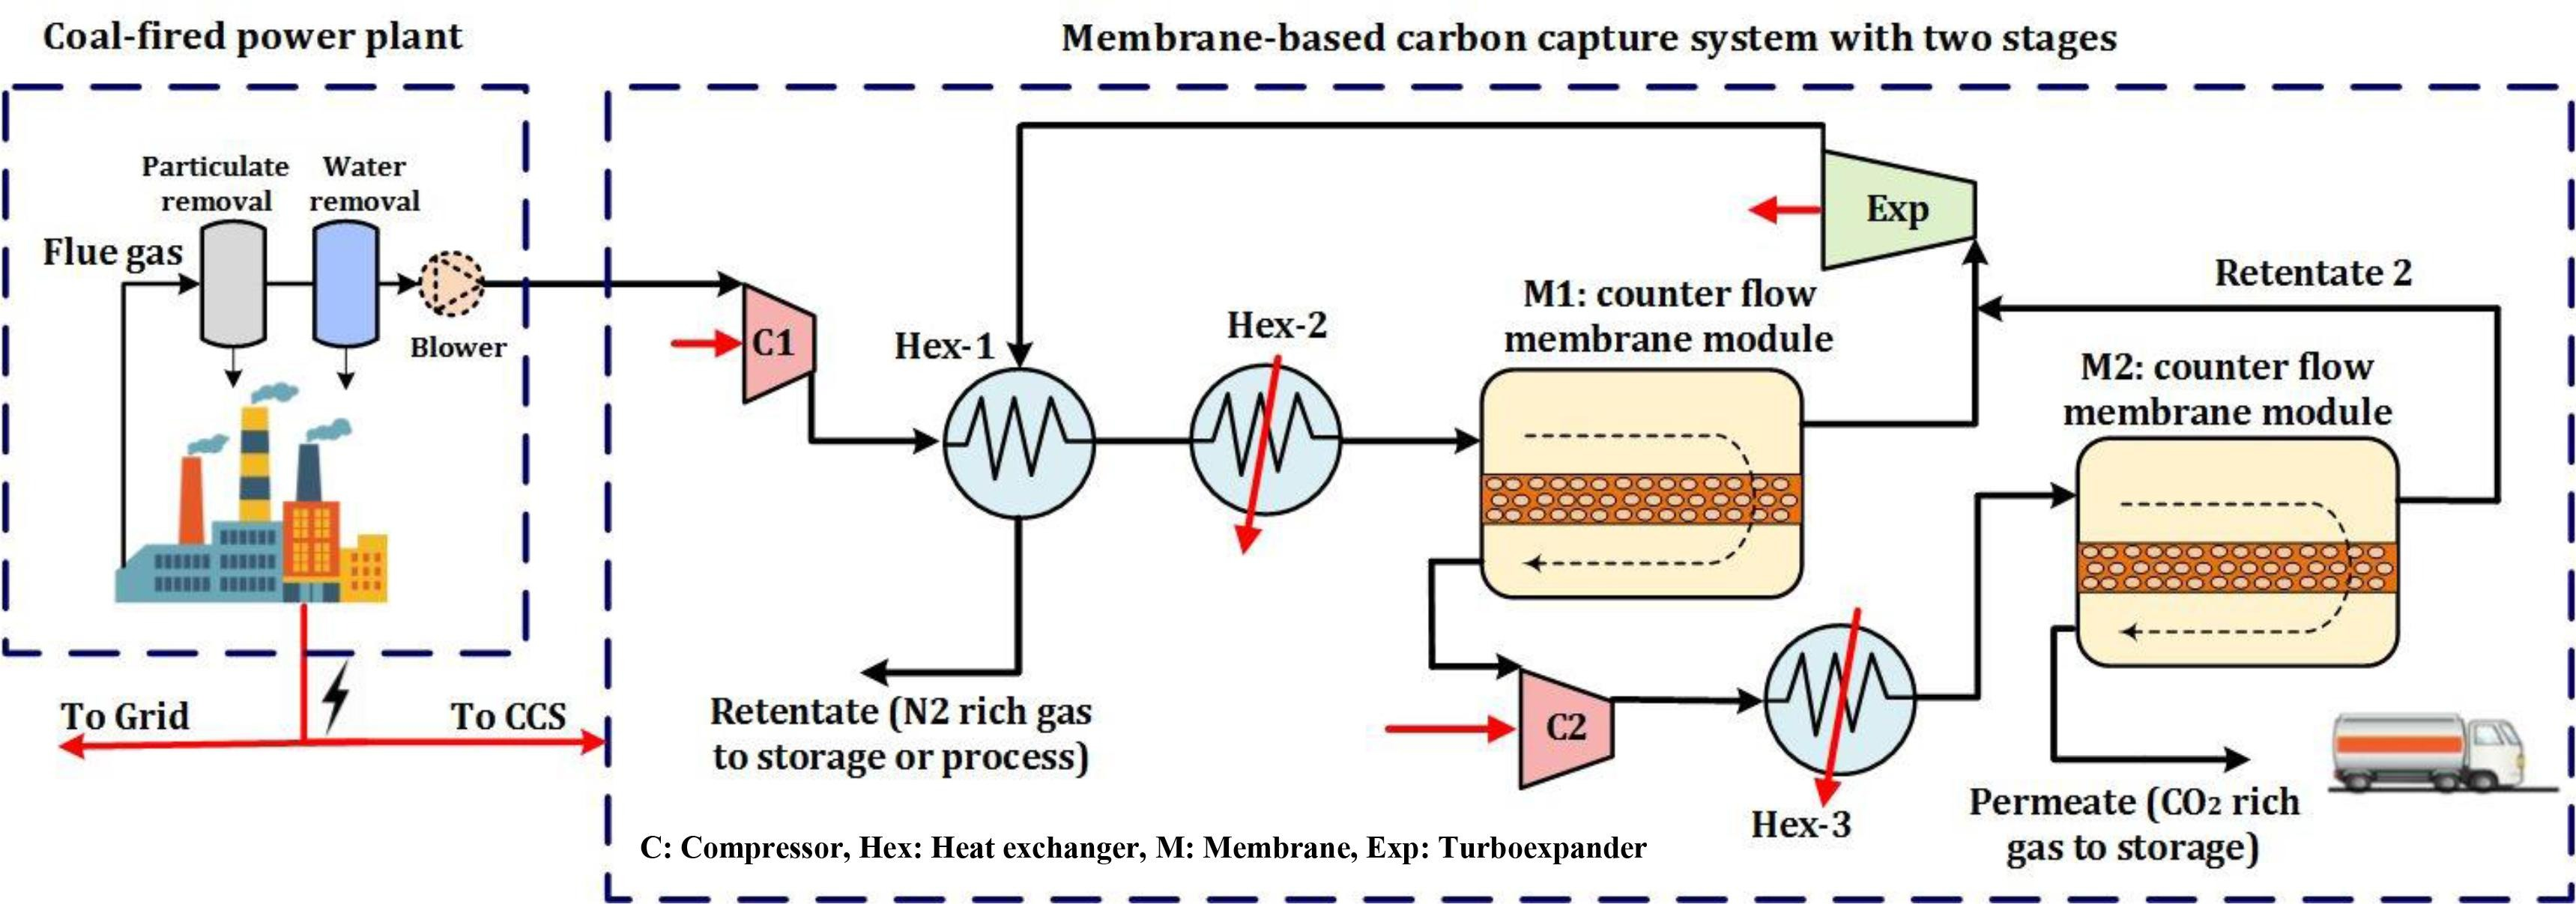 Coal-fired power plant
Membrane-based carbon capture system with two stages
Particulate
removal
Water
removal
Flue gas
Blower
To Grid
To CCS
C1
Hex-1
Hex-2
Exp
M1: counter flow
membrane module
Retentate 2
M2: counter flow
membrane module
Retentate (N2 rich gas
to storage or process)
C2
Hex-3
Permeate (CO2 rich
gas to storage)
C: Compressor, Hex: Heat exchanger, M: Membrane, Exp: Turboexpander